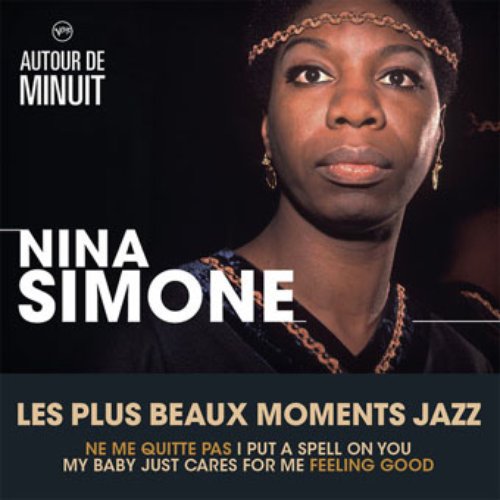 verve
AUTOUR DE
MINUIT
NINA
SIMONE
LES PLUS BEAUX MOMENTS JAZZ
NE ME QUITTE PAS I PUT A SPELL ON YOU
MY BABY JUST CARES FOR ME FEELING GOOD